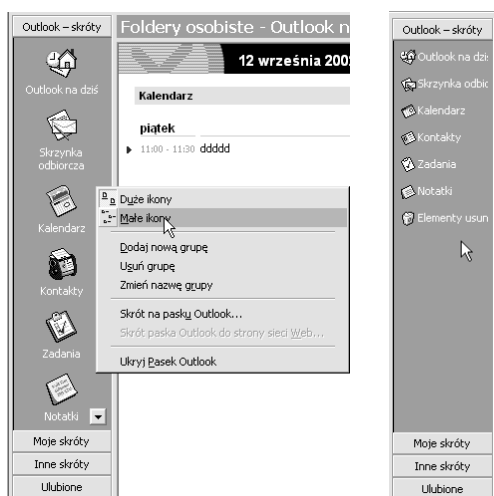 Outlook – skróty
Outlook na dziś
Skrzynka
odbiorcza
Kalendarz
Kontakty
Zadania
Notatki
Moje skróty
Inne skróty
Ulubione
Foldery osobiste - Outlook n
12 września 200
Kalendarz
piątek
11:00 - 11:30 ddddd
Duże ikony
Małe ikony
Dodaj nową grupę
Usuń grupę
Zmień nazwę grupy
Skrót na pasku Outlook...
Skrót paska Outlook do strony sieci Web...
Ukryj Pasek Outlook
Outlook – skróty
Outlook na dziś
Skrzynka odbio
Kalendarz
Kontakty
Zadania
Notatki
Elementy usun
Moje skróty
Inne skróty
Ulubione